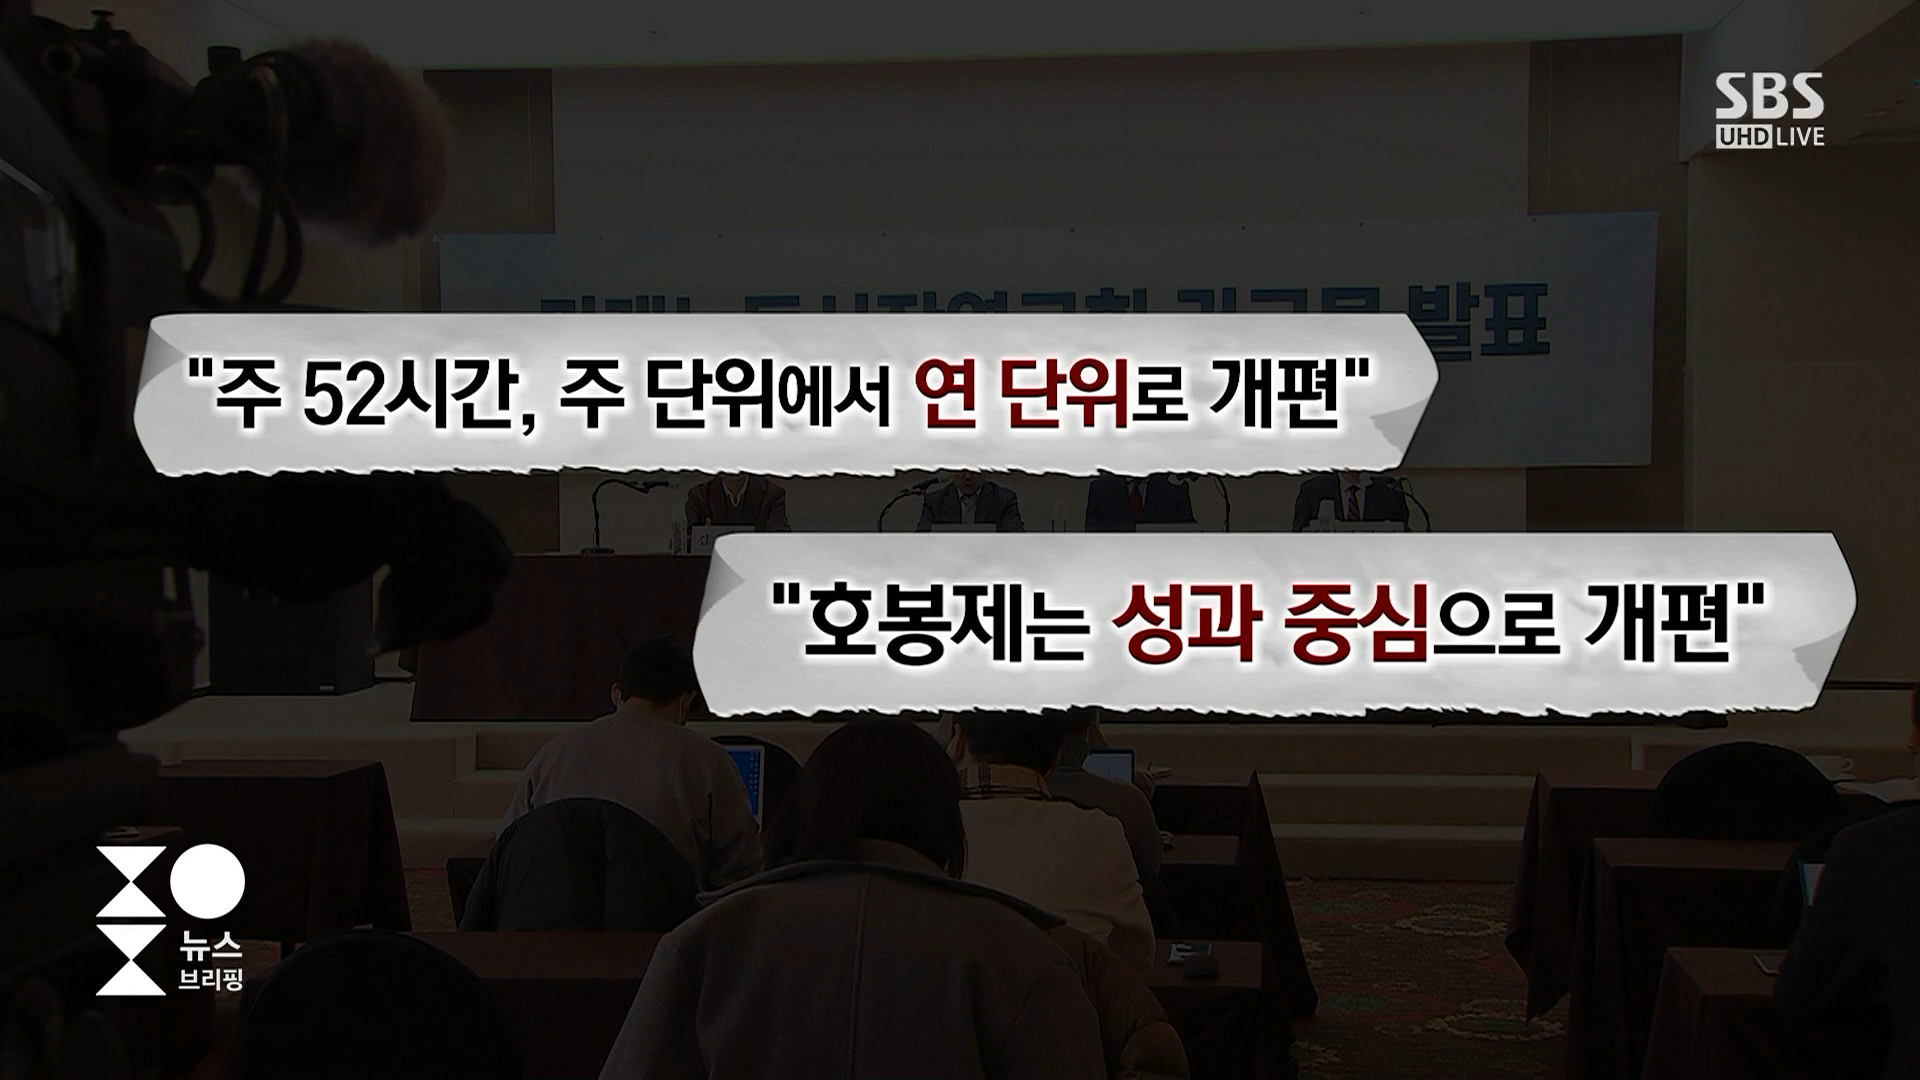 SBS
UHD LIVE
발표
"주 52시간, 주 단위에서 연 단위로 개편"
"호봉제는 성과 중심으로 개편"
뉴스
브리핑